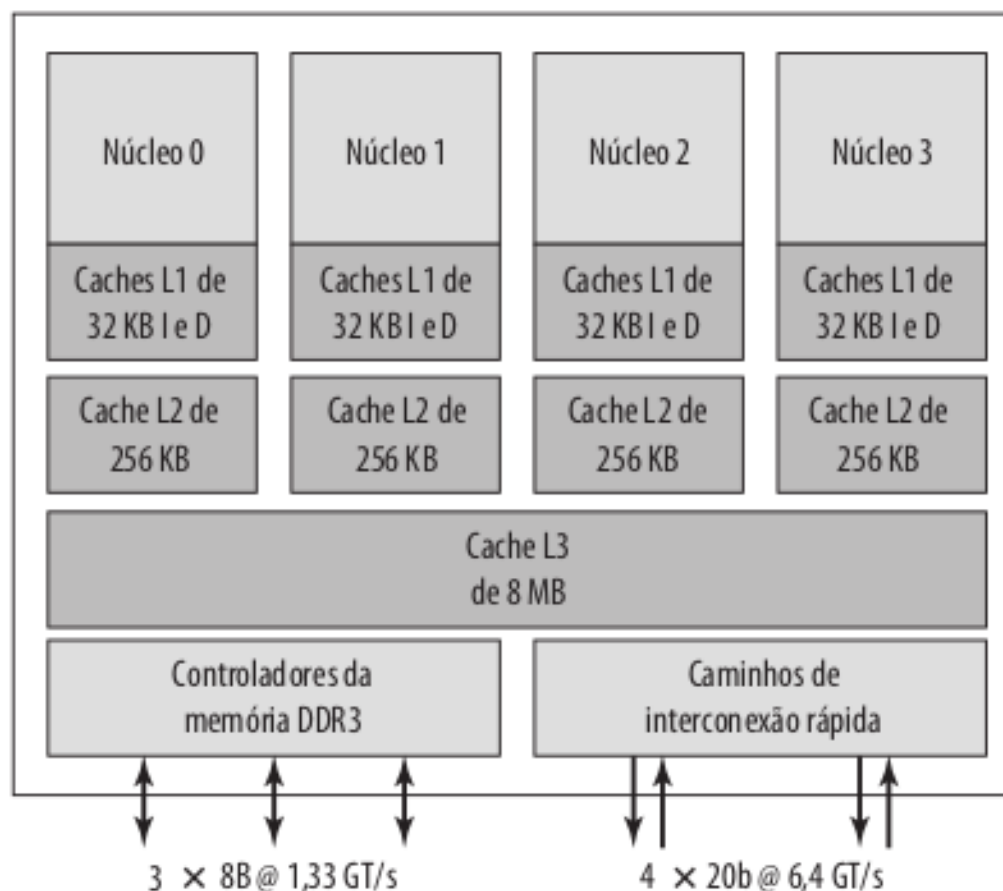 Núcleo 0
Núcleo 1
Núcleo 2
Núcleo 3
Caches L1 de
32 KB I e D
Caches L1 de
32 KB I e D
Caches L1 de
32 KB I e D
Caches L1 de
32 KB I e D
Cache L2 de
256 KB
Cache L2 de
256 KB
Cache L2 de
256 KB
Cache L2 de
256 KB
Cache L3
de 8 MB
Controladores da
memória DDR3
Caminhos de
interconexão rápida
3 × 8B @ 1,33 GT/s
4 × 20b @ 6,4 GT/s